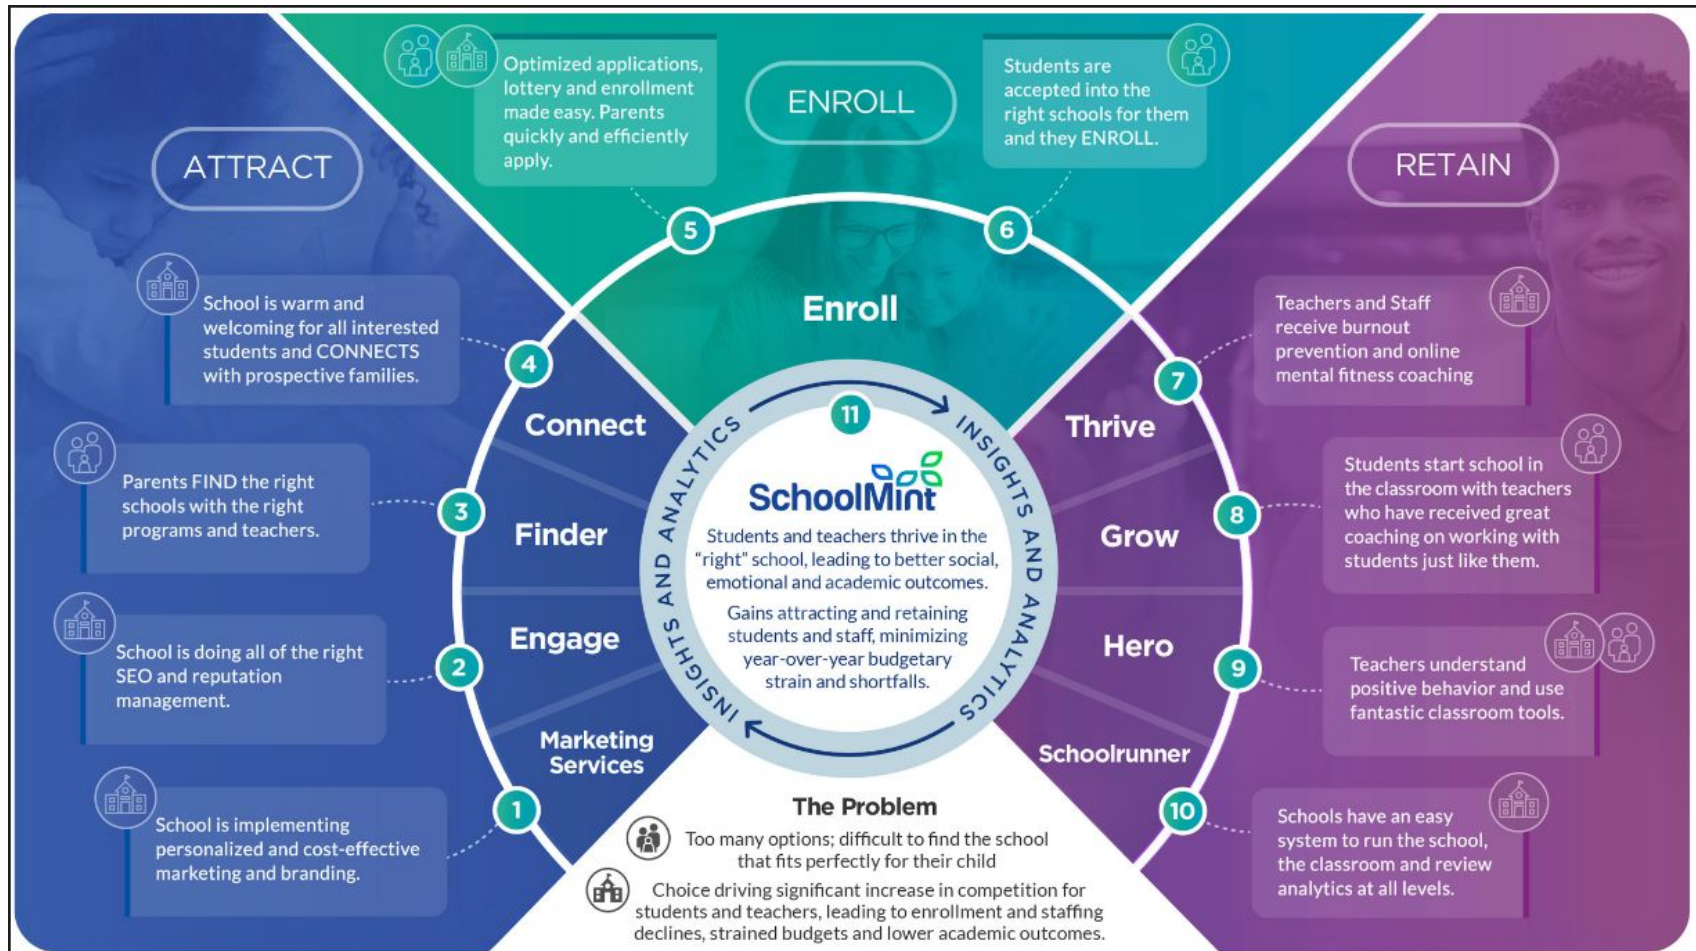 ATTRACT
School is warm and
welcoming for all interested
students and CONNECTS
with prospective families.
Parents FIND the right
schools with the right
programs and teachers.
School is doing all of the right
SEO and reputation
management.
School is implementing
personalized and cost-effective
marketing and branding.
4
3
2
1
Connect
Finder
Engage
Marketing
Services
ENROLL
Optimized applications,
lottery and enrollment
made easy. Parents
quickly and efficiently
apply.
Students are
accepted into the
right schools for them
and they ENROLL.
5
6
Enroll
RETAIN
Teachers and Staff
receive burnout
prevention and online
mental fitness coaching
Students start school in
the classroom with teachers
who have received great
coaching on working with
students just like them.
Teachers understand
positive behavior and use
fantastic classroom tools.
Schools have an easy
system to run the school,
the classroom and review
analytics at all levels.
7
8
9
10
Thrive
Grow
Hero
Schoolrunner
INSIGHTS AND ANALYTICS
INSIGHTS AND ANALYTICS
11
SchoolMint
Students and teachers thrive in the
“right” school, leading to better social,
emotional and academic outcomes.
Gains attracting and retaining
students and staff, minimizing
year-over-year budgetary
strain and shortfalls.
The Problem
Too many options; difficult to find the school
that fits perfectly for their child
Choice driving significant increase in competition for
students and teachers, leading to enrollment and staffing
declines, strained budgets and lower academic outcomes.